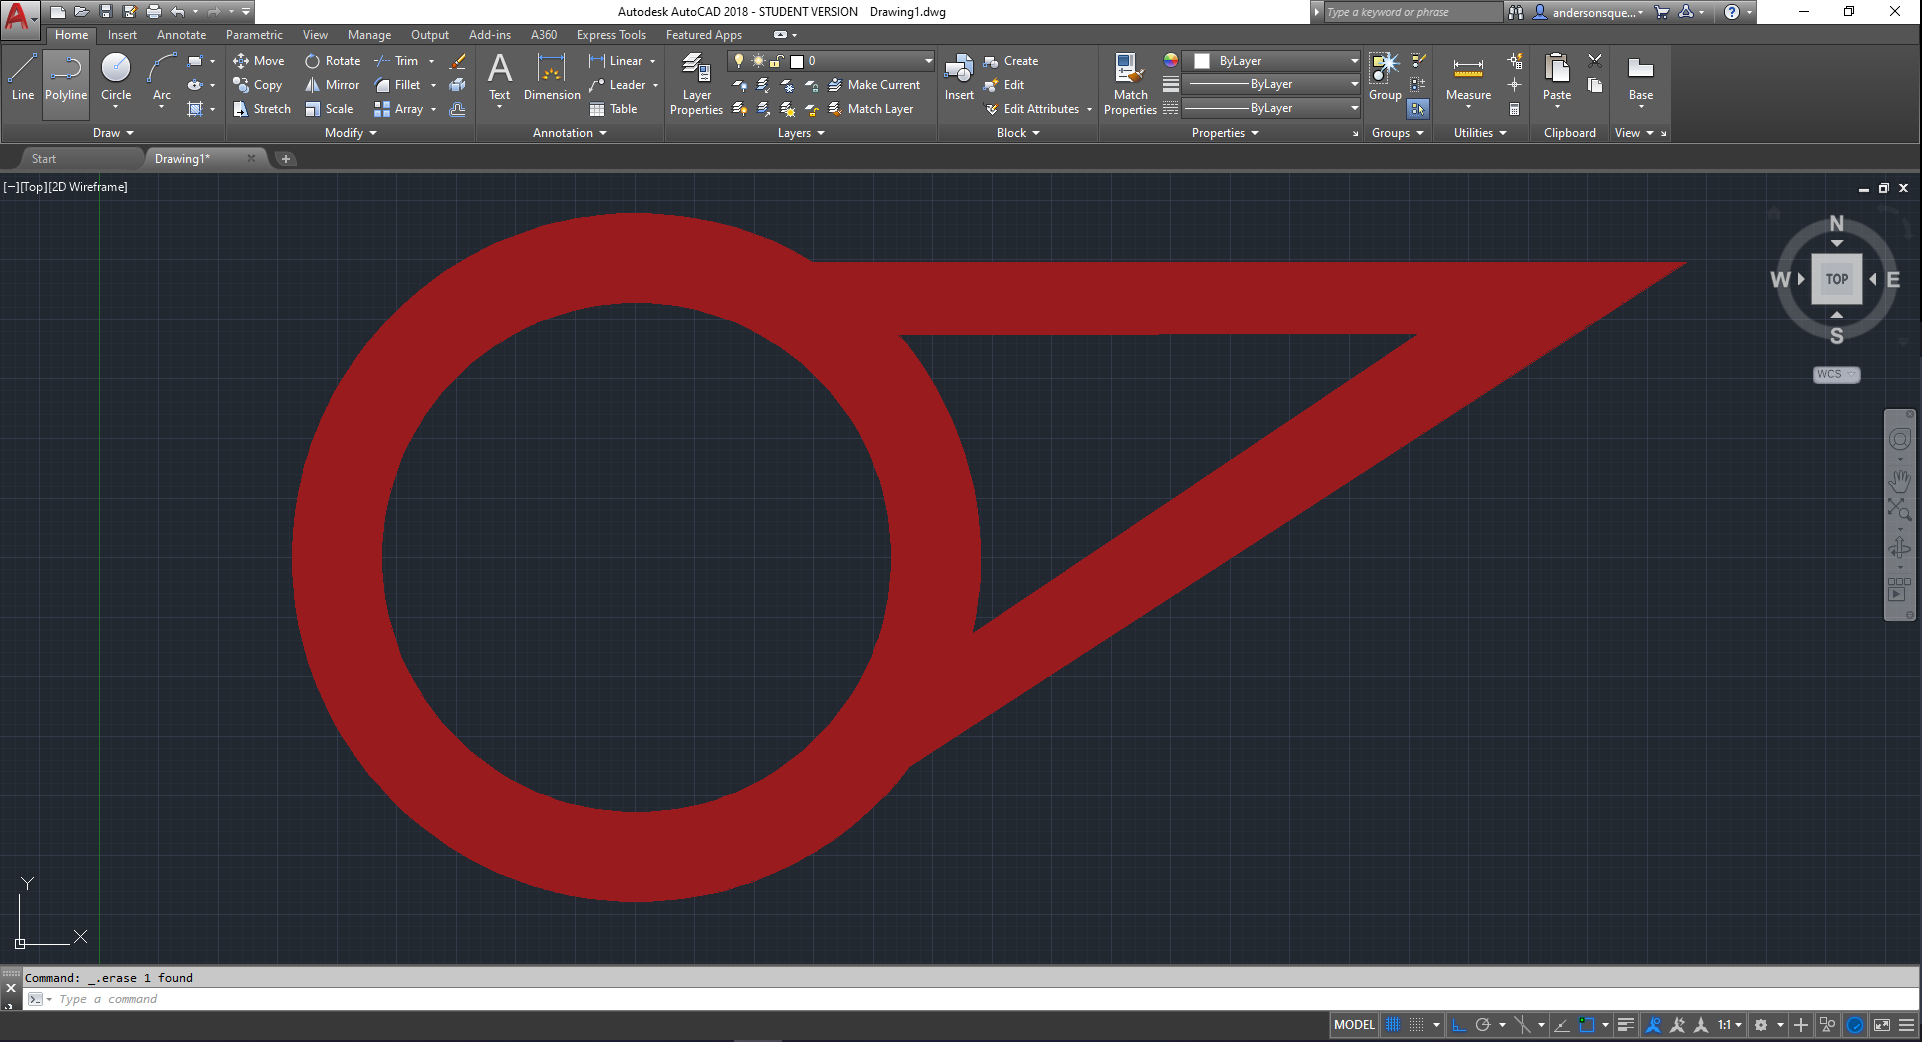 Autodesk AutoCAD 2018 - STUDENT VERSION Drawing1.dwg
Type a keyword or phrase
andersonsque...
Home Insert Annotate Parametric View Manage Output Add-ins A360 Express Tools Featured Apps
Line Polyline Circle Arc
Draw
Move Rotate Trim
Copy Mirror Fillet
Stretch Scale Array
Modify
Text Dimension
Linear
Leader
Table
Annotation
Layer Properties
0
Make Current
Match Layer
Layers
Insert
Create
Edit
Edit Attributes
Block
Match Properties
ByLayer
ByLayer
ByLayer
Properties
Group
Groups
Measure
Utilities
Paste
Clipboard
Base
View
Start
Drawing1*
[−][Top][2D Wireframe]
N
W TOP E
S
WCS
Y
X
Command: _.erase 1 found
Type a command
MODEL
1:1